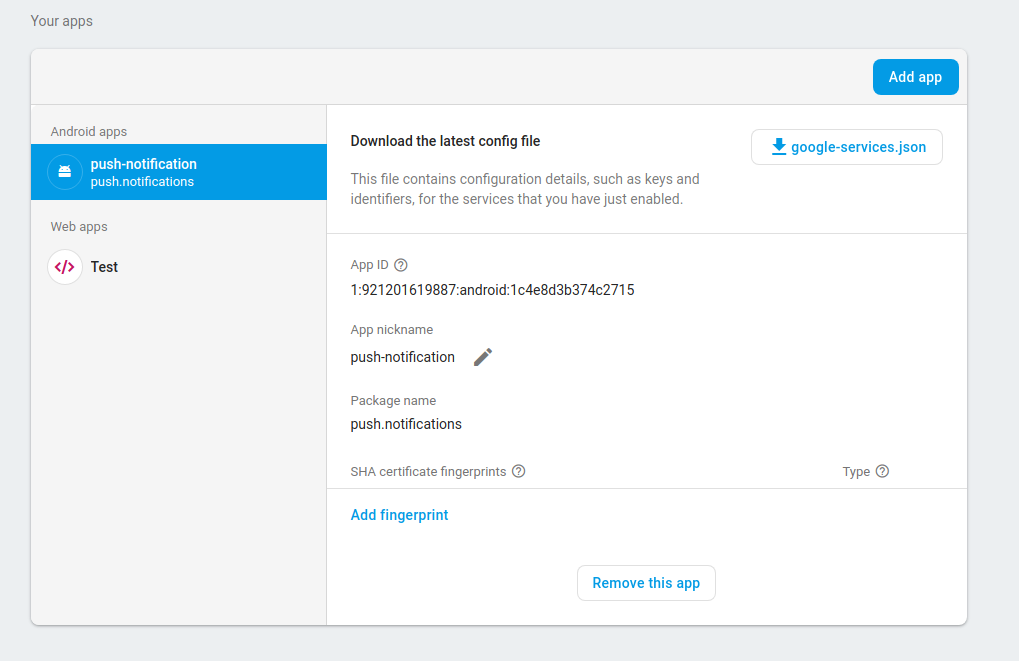 Your apps
Add app
Android apps
push-notification
push.notifications
Web apps
</> Test
Download the latest config file
google-services.json
This file contains configuration details, such as keys and
identifiers, for the services that you have just enabled.
App ID ?
1:921201619887:android:1c4e8d3b374c2715
App nickname
push-notification
Package name
push.notifications
SHA certificate fingerprints ? Type ?
Add fingerprint
Remove this app